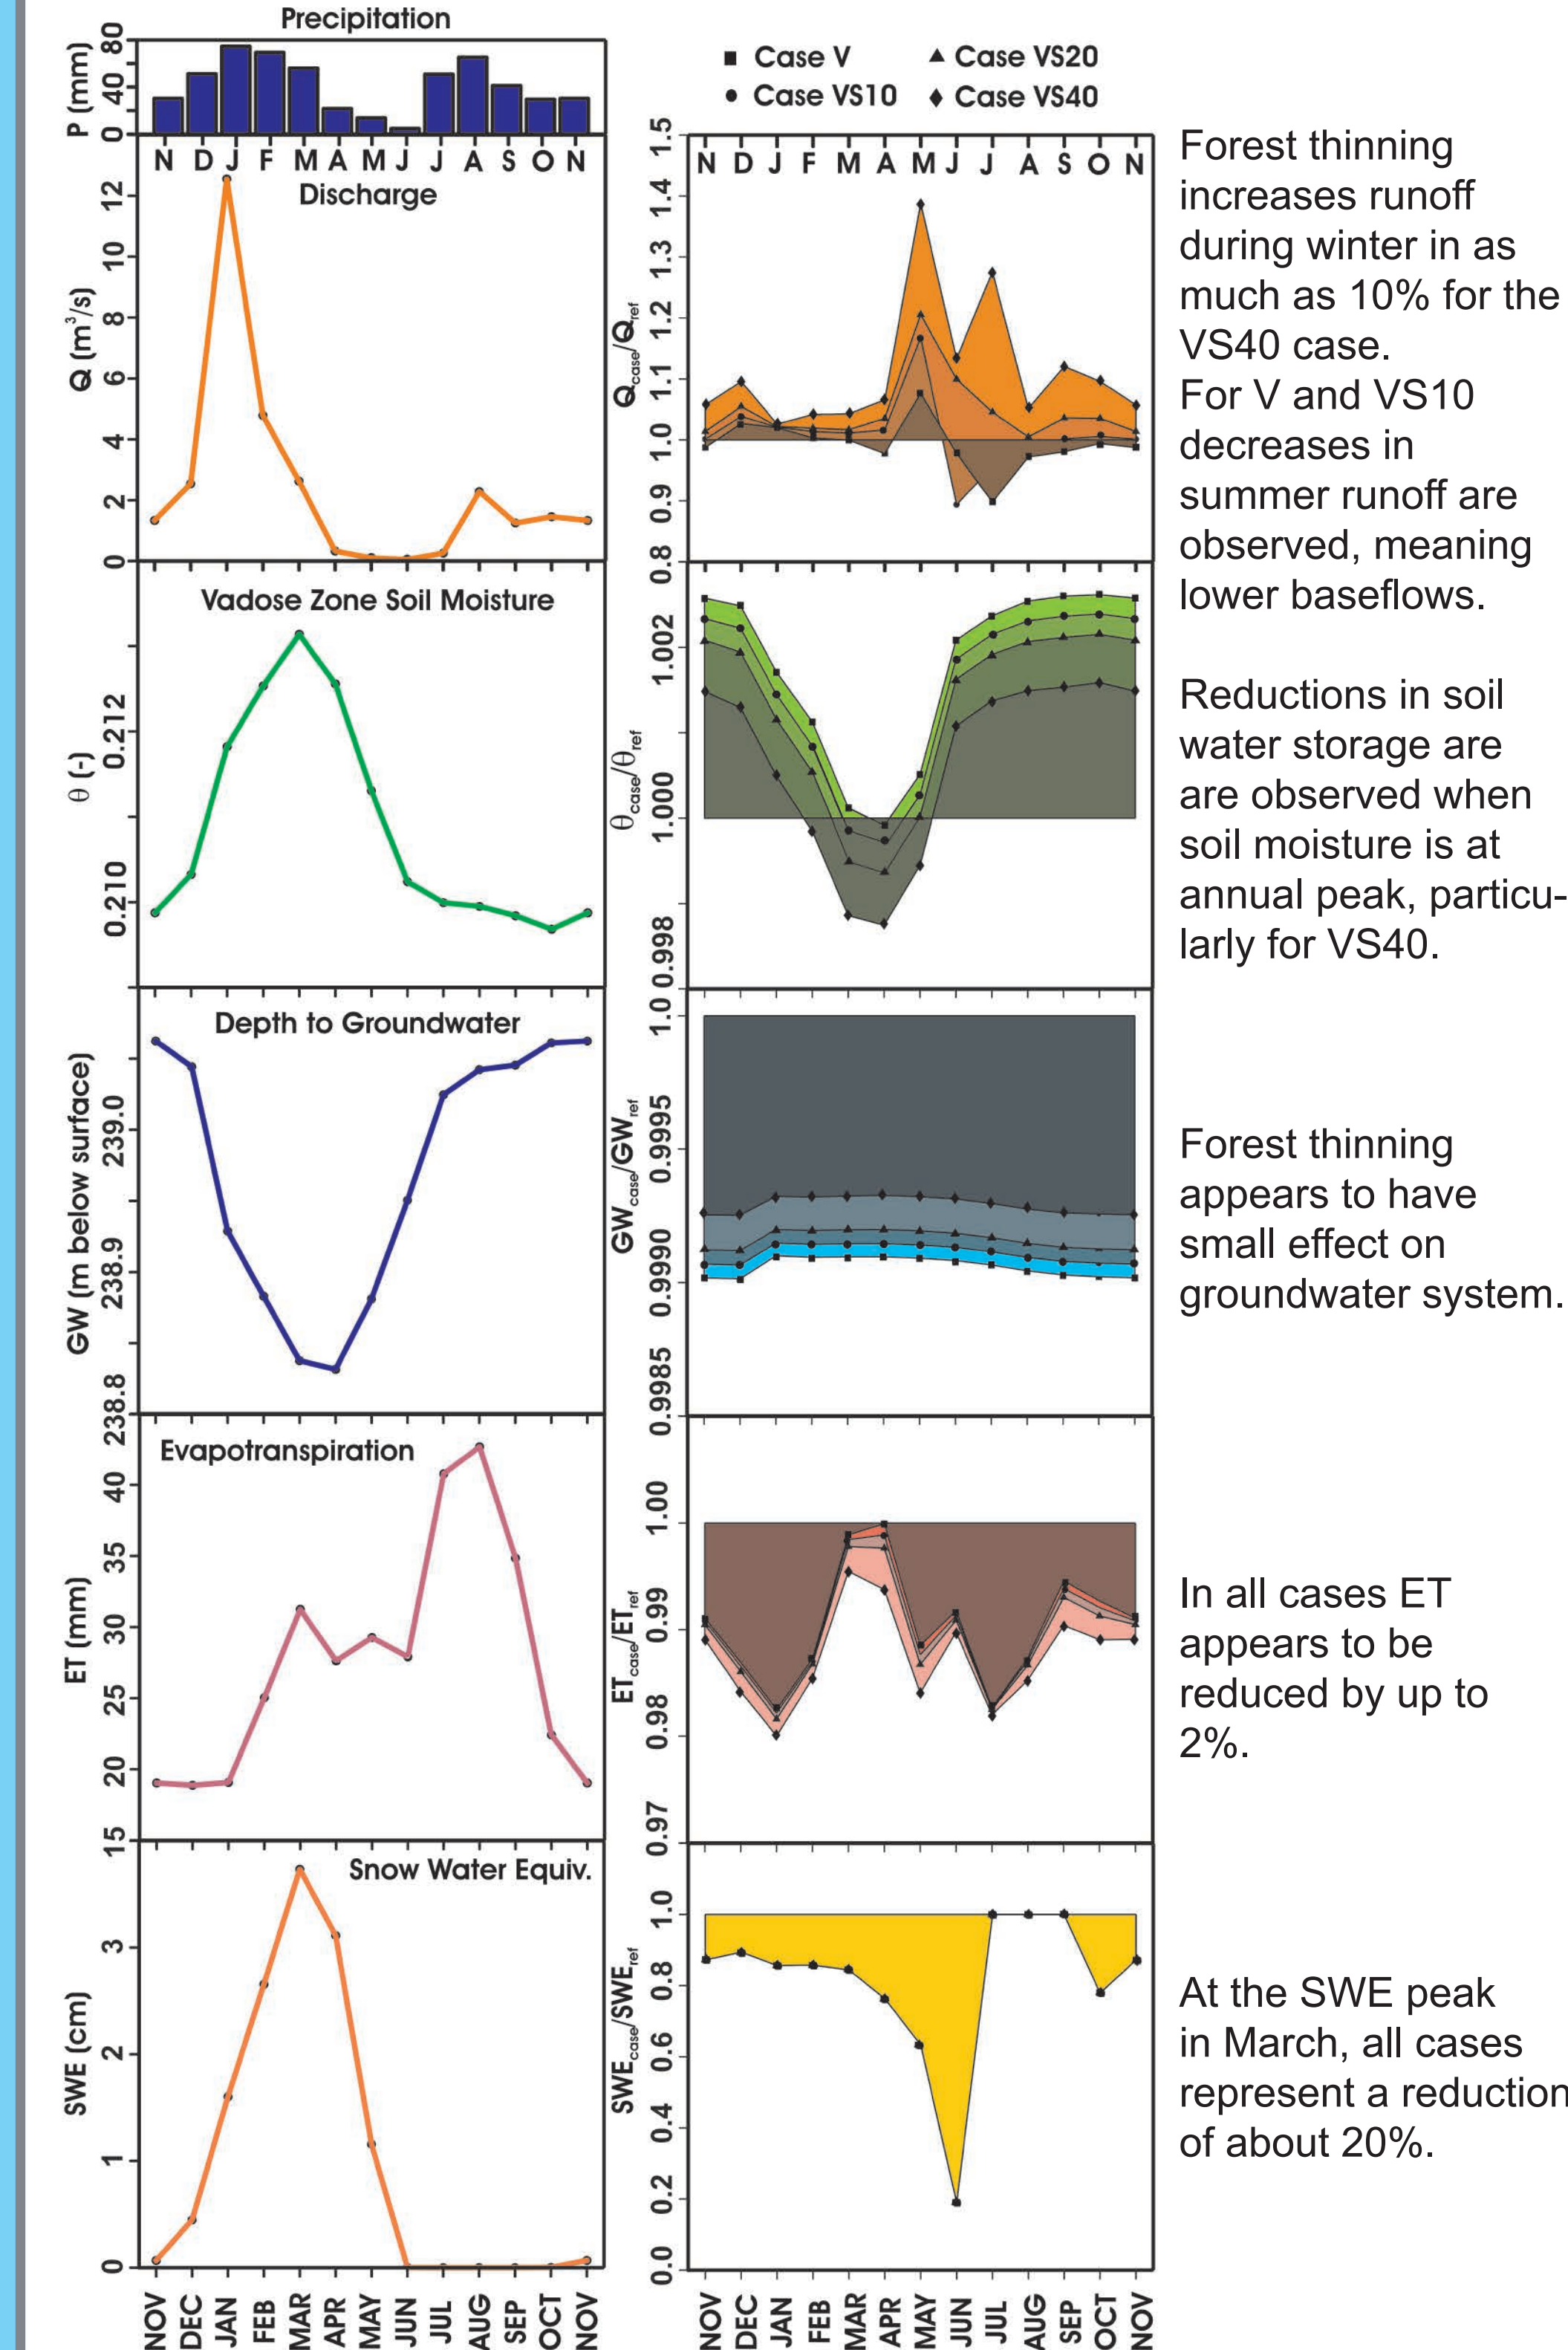 Precipitation
P (mm)
80
40
0
N D J F M A M J J A S O N
Discharge
Q (m³/s)
12
10
8
6
4
2
0
Vadose Zone Soil Moisture
θ (-)
0.212
0.210
Depth to Groundwater
GW (m below surface)
239.0
238.9
238.8
Evapotranspiration
ET (mm)
40
35
30
25
20
15
Snow Water Equiv.
SWE (cm)
3
2
1
0
NOV DEC JAN FEB MAR APR MAY JUN JUL AUG SEP OCT NOV
Case V
Case VS20
Case VS10
Case VS40
N D J F M A M J J A S O N
Qcase/Qref
1.5
1.4
1.3
1.2
1.1
1.0
0.9
0.8
θcase/θref
1.002
1.000
0.998
GWcase/GWref
1.0
0.9995
0.9990
0.9985
ETcase/ETref
1.00
0.99
0.98
0.97
SWEcase/SWEref
1.0
0.8
0.6
0.4
0.2
0.0
NOV DEC JAN FEB MAR APR MAY JUN JUL AUG SEP OCT NOV
Forest thinning
increases runoff
during winter in as
much as 10% for the
VS40 case.
For V and VS10
decreases in
summer runoff are
observed, meaning
lower baseflows.
Reductions in soil
water storage are
are observed when
soil moisture is at
annual peak, particu-
larly for VS40.
Forest thinning
appears to have
small effect on
groundwater system.
In all cases ET
appears to be
reduced by up to
2%.
At the SWE peak
in March, all cases
represent a reduction
of about 20%.